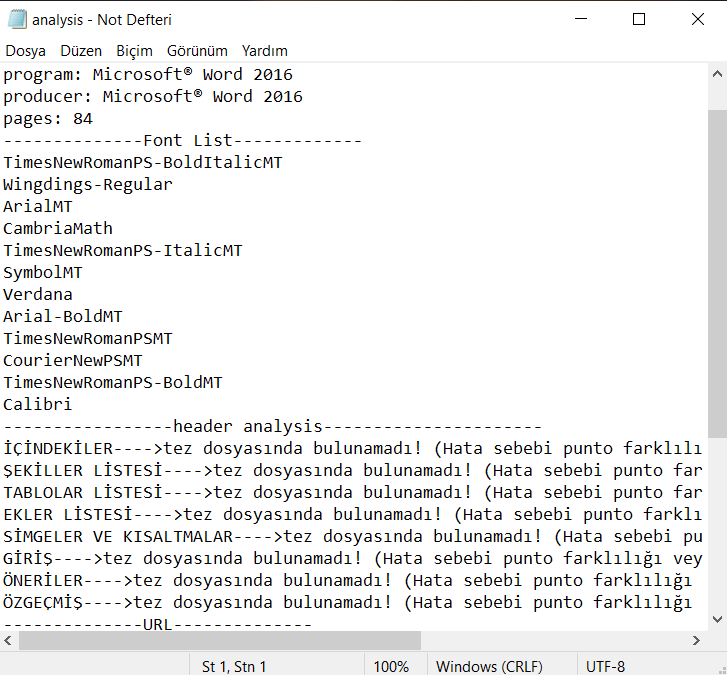 analysis - Not Defteri
Dosya Düzen Biçim Görünüm Yardım
program: Microsoft® Word 2016
producer: Microsoft® Word 2016
pages: 84
--------------Font List-------------
TimesNewRomanPS-BoldItalicMT
Wingdings-Regular
ArialMT
CambriaMath
TimesNewRomanPS-ItalicMT
SymbolMT
Verdana
Arial-BoldMT
TimesNewRomanPSMT
CourierNewPSMT
TimesNewRomanPS-BoldMT
Calibri
-----------------header analysis----------------------
İÇİNDEKİLER---->tez dosyasında bulunamadı! (Hata sebebi punto farklılı
ŞEKİLLER LİSTESİ---->tez dosyasında bulunamadı! (Hata sebebi punto far
TABLOLAR LİSTESİ---->tez dosyasında bulunamadı! (Hata sebebi punto far
EKLER LİSTESİ---->tez dosyasında bulunamadı! (Hata sebebi punto farklı
SİMGELER VE KISALTMALAR---->tez dosyasında bulunamadı! (Hata sebebi pu
GİRİŞ---->tez dosyasında bulunamadı! (Hata sebebi punto farklılığı vey
ÖNERİLER---->tez dosyasında bulunamadı! (Hata sebebi punto farklılığı
ÖZGEÇMİŞ---->tez dosyasında bulunamadı! (Hata sebebi punto farklılığı
--------------URL--------------
St 1, Stn 1 100% Windows (CRLF) UTF-8